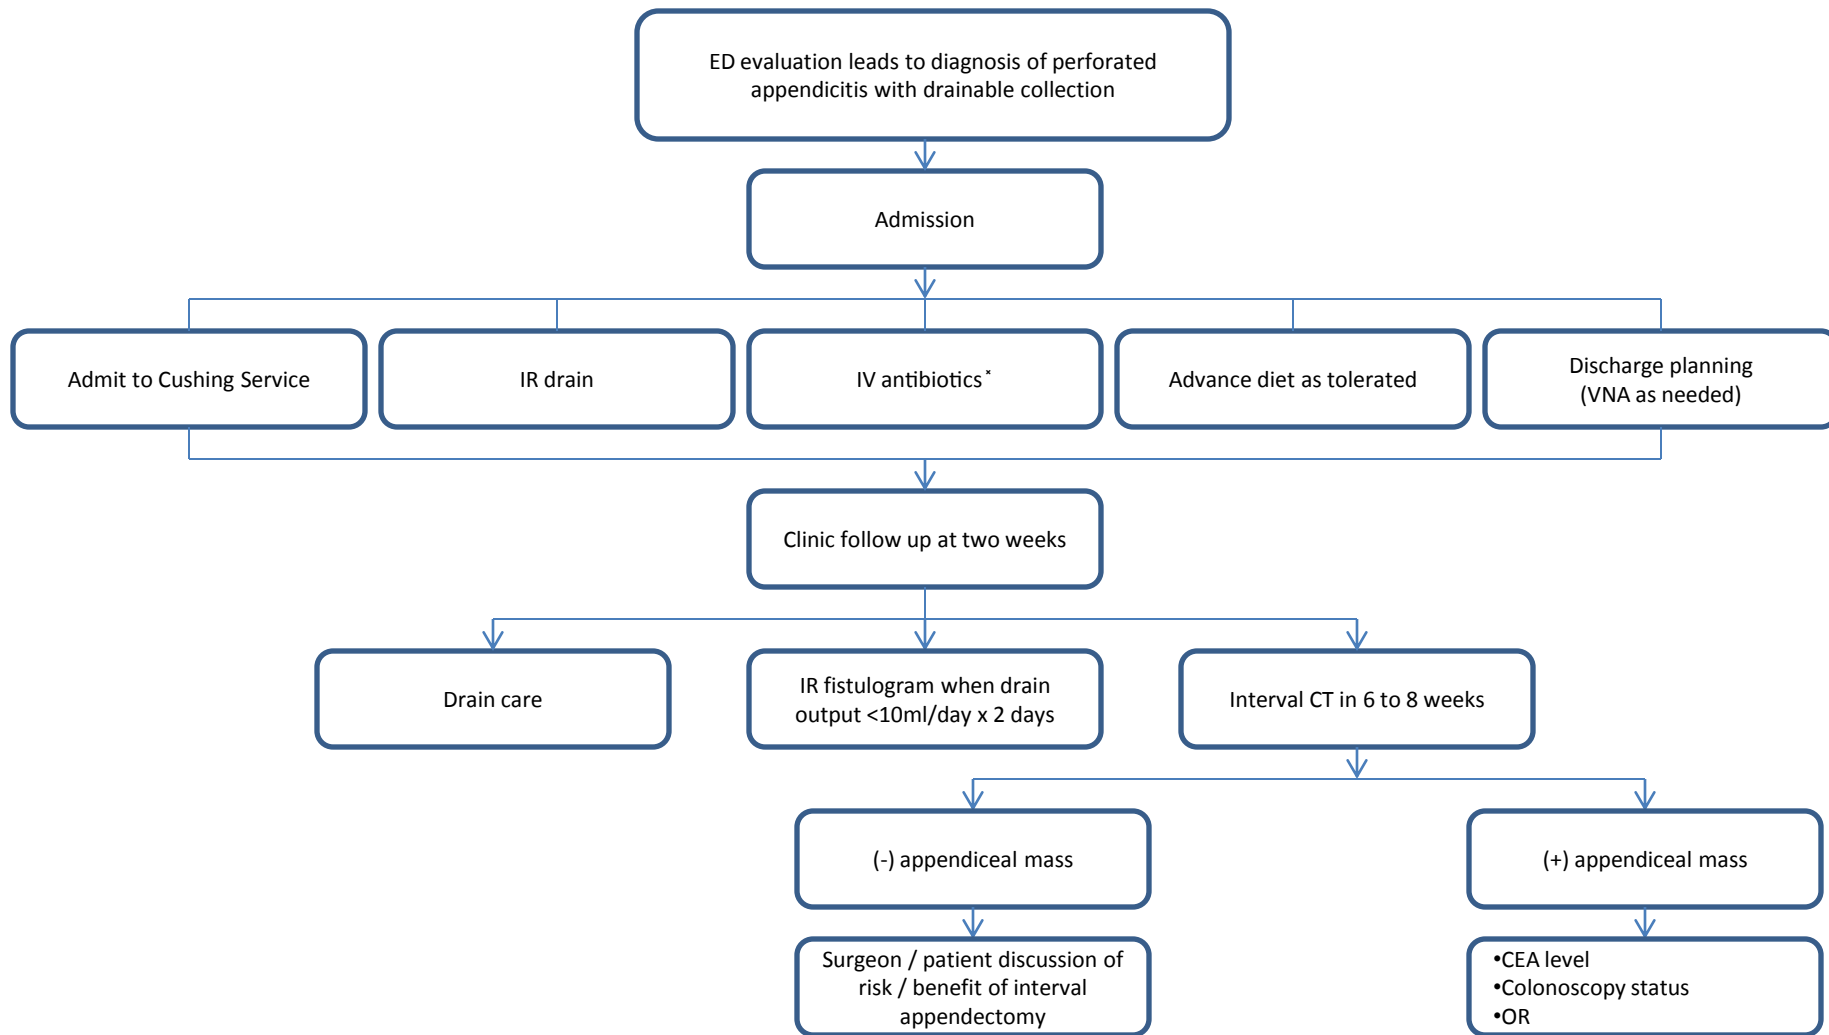 ED evaluation leads to diagnosis of perforated
appendicitis with drainable collection
Admission
Admit to Cushing Service
IR drain
IV antibiotics*
Advance diet as tolerated
Discharge planning
(VNA as needed)
Clinic follow up at two weeks
Drain care
IR fistulogram when drain
output <10ml/day x 2 days
Interval CT in 6 to 8 weeks
(-) appendiceal mass
(+) appendiceal mass
Surgeon / patient discussion of
risk / benefit of interval
appendectomy
•CEA level
•Colonoscopy status
•OR